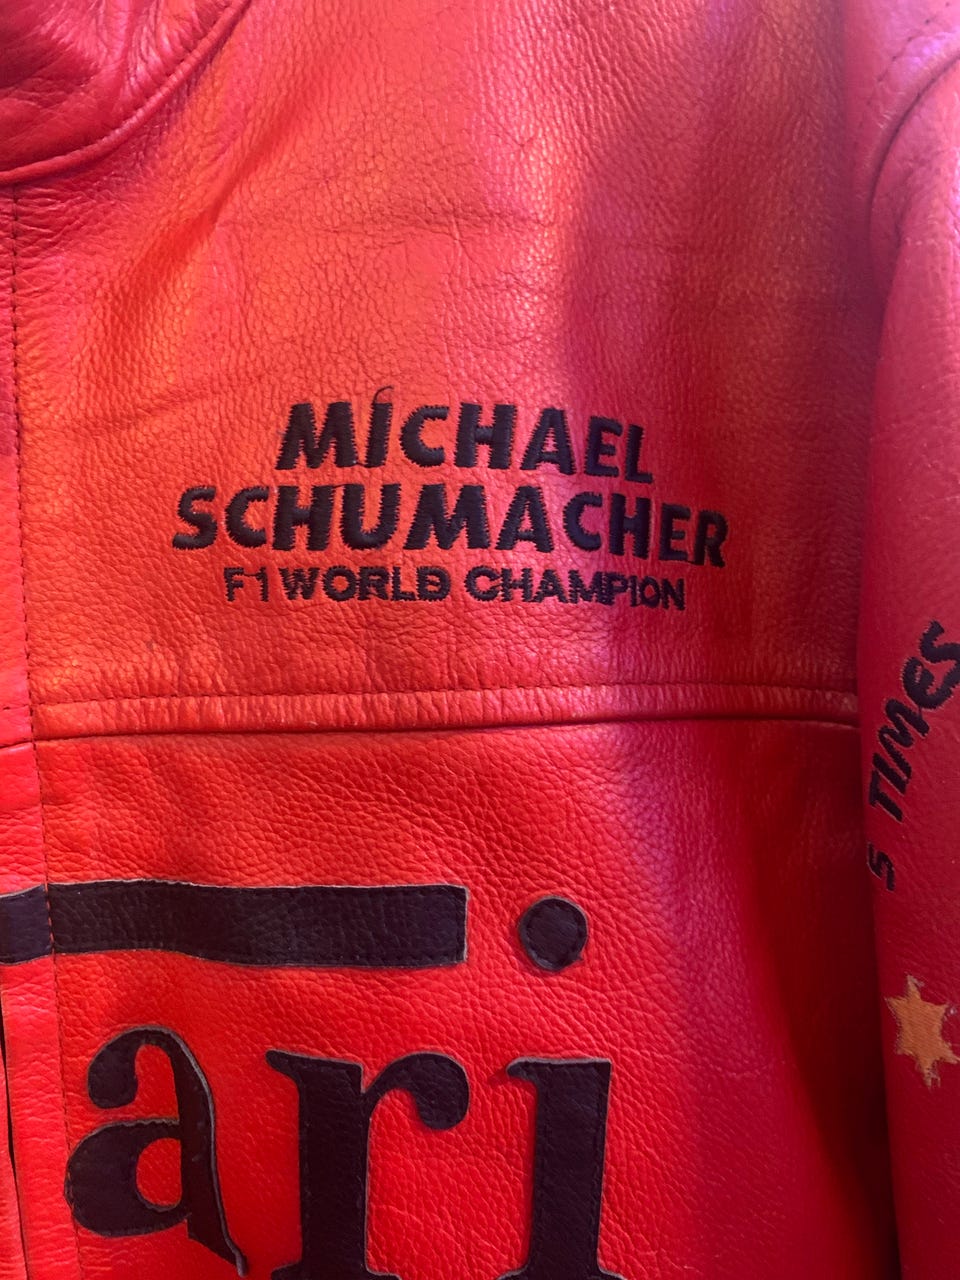 MICHAEL
SCHUMACHER
F1 WORLD CHAMPION
5 TIMES
ari